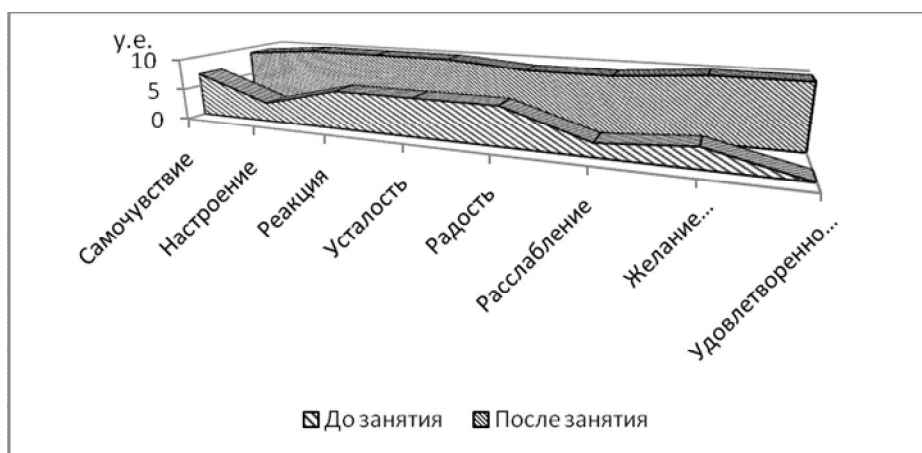 у.е.
10
5
0
Самочувствие
Настроение
Реакция
Усталость
Радость
Расслабление
Желание...
Удовлетворенно...
До занятия
После занятия